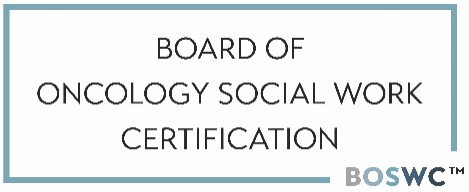 BOARD OF
ONCOLOGY SOCIAL WORK
CERTIFICATION
BOSWC™